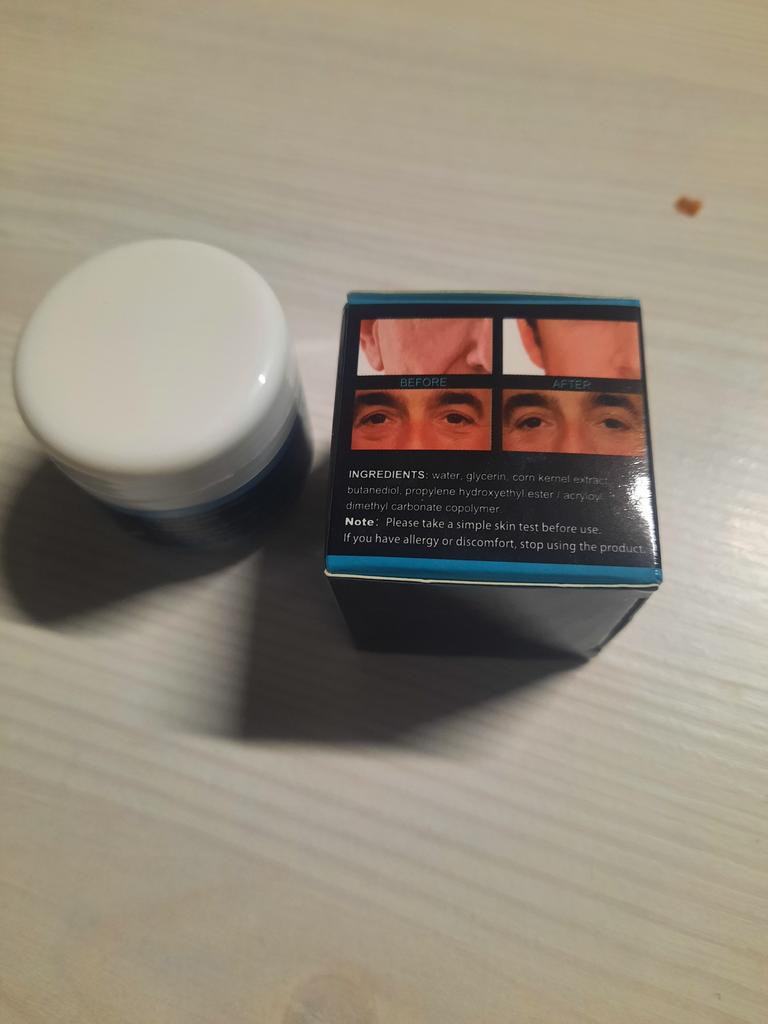 BEFORE AFTER
INGREDIENTS: water, glycerin, corn kernel extract,
butanediol, propylene hydroxyethyl ester / acryloyl
dimethyl carbonate copolymer.
Note: Please take a simple skin test before use.
If you have allergy or discomfort, stop using the product.